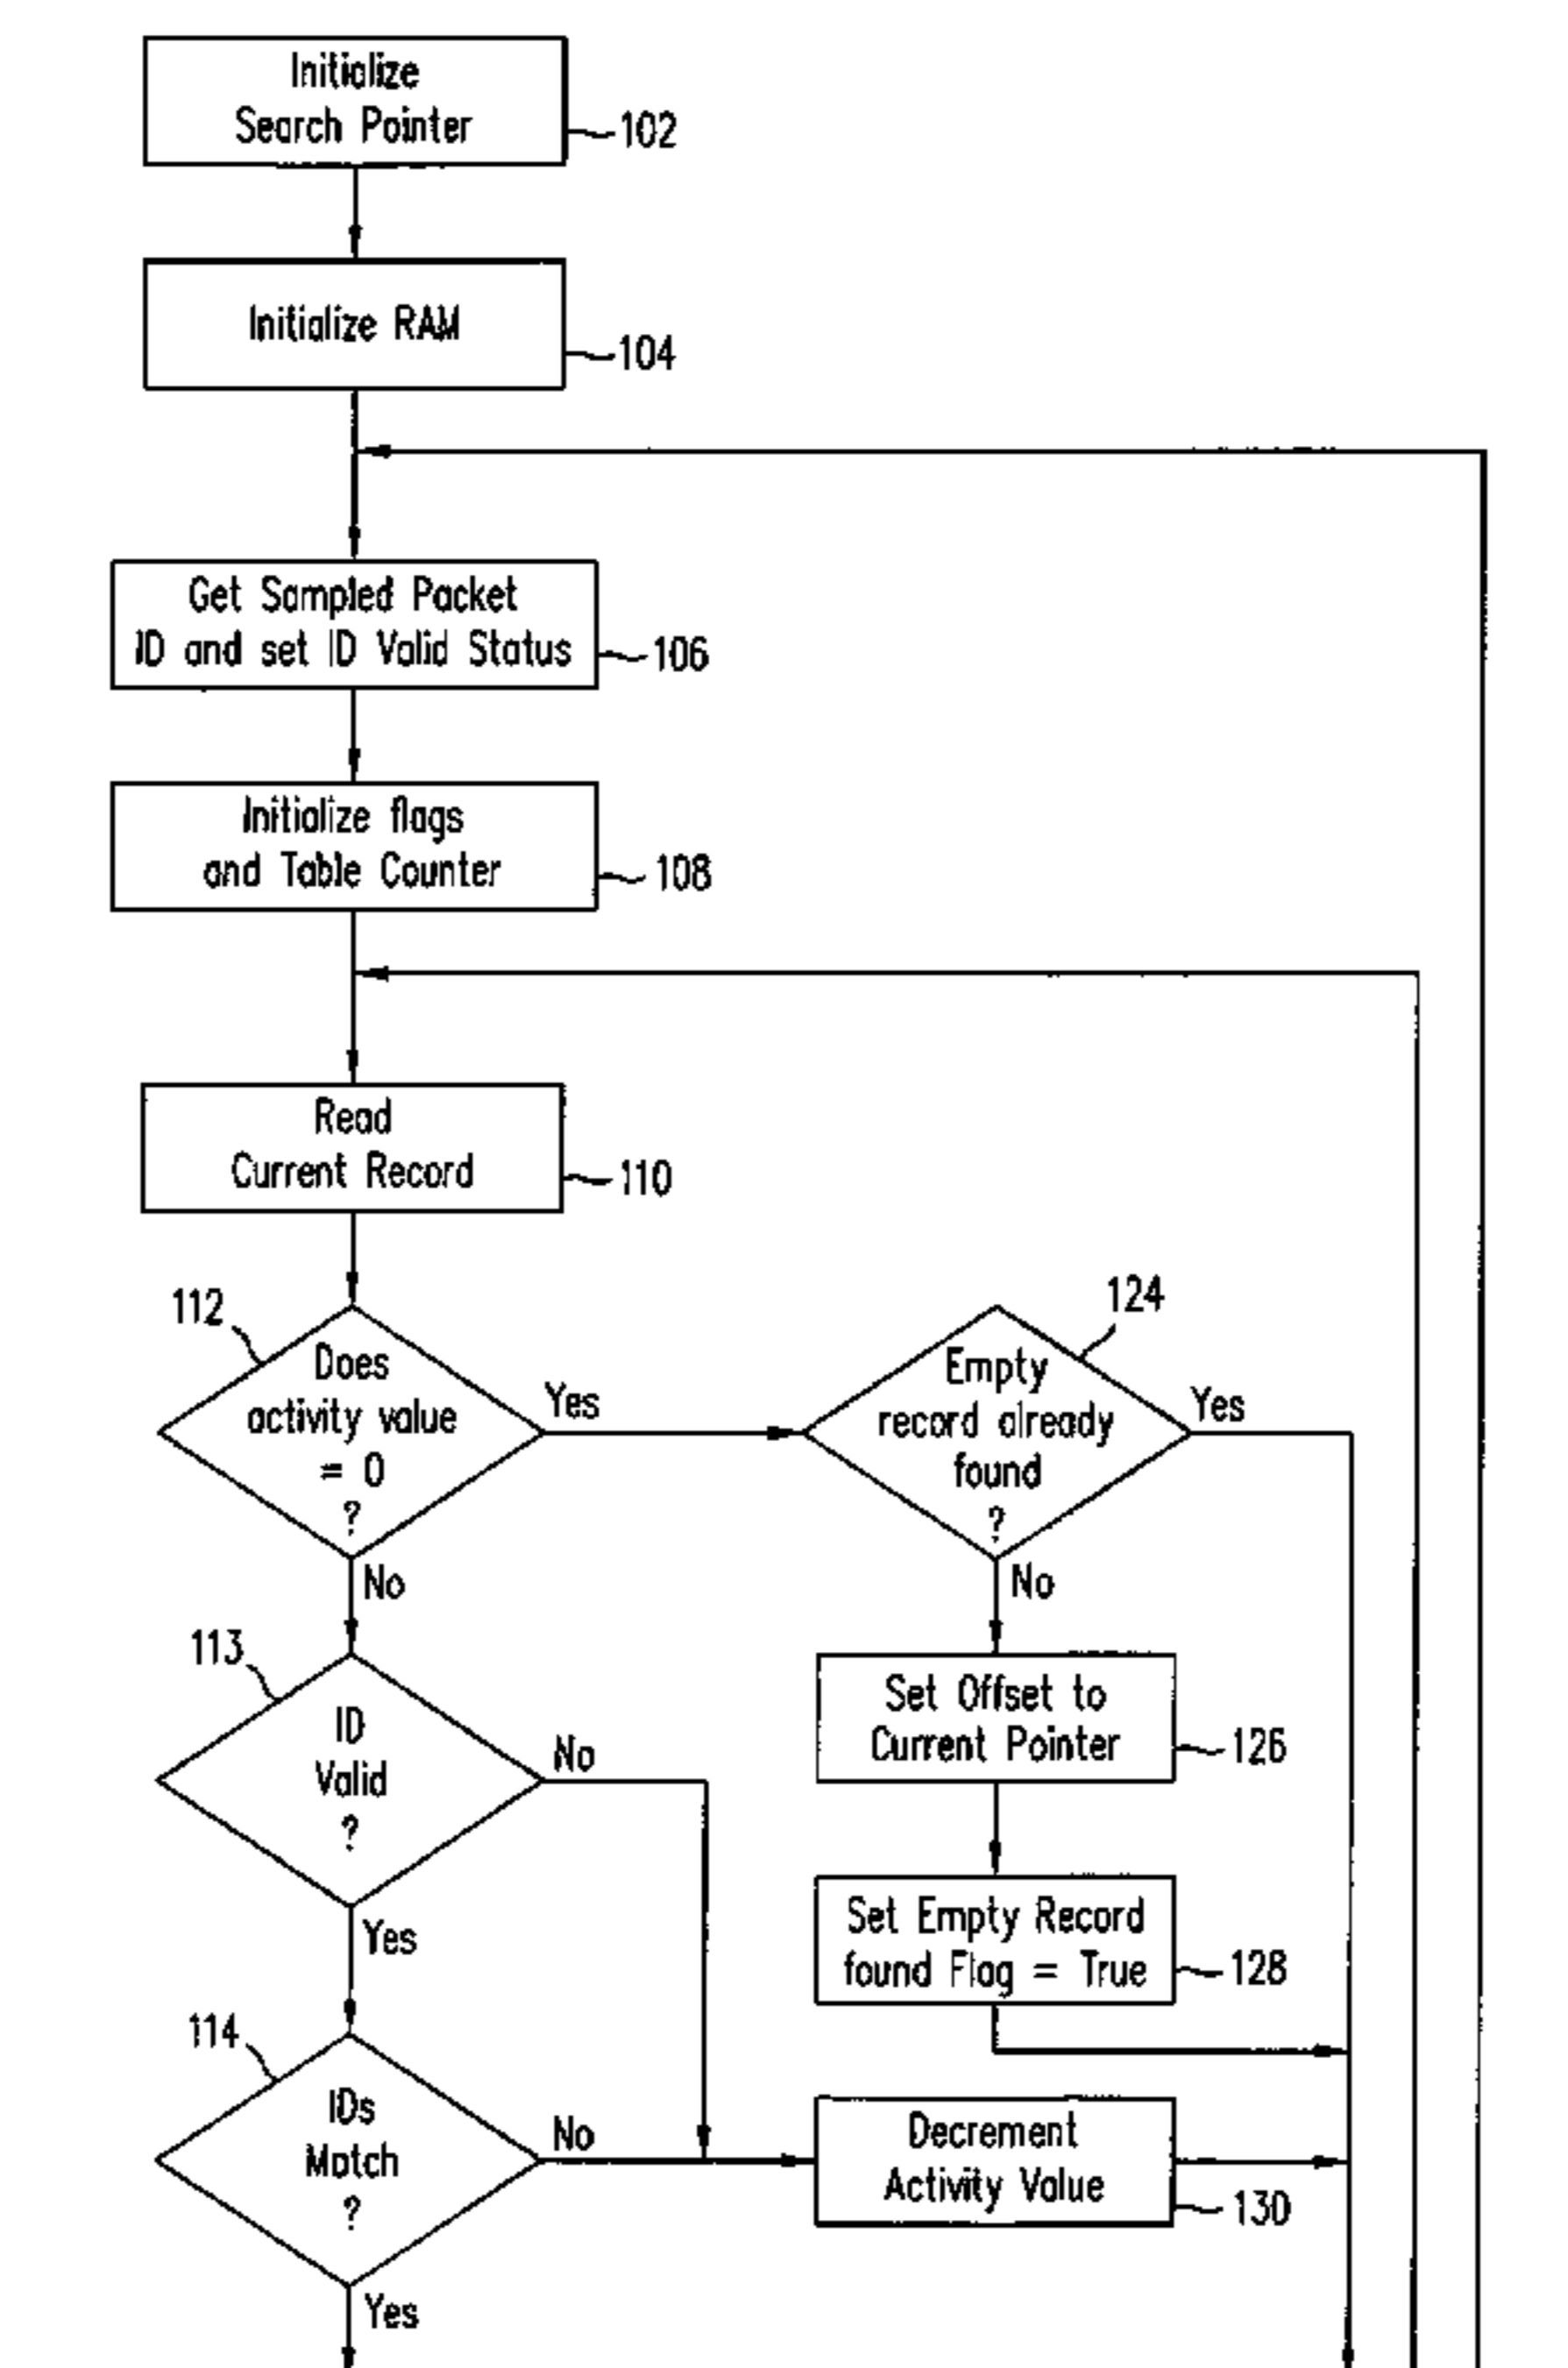 Initialize
Search Pointer
102
Initialize RAM
104
Get Sampled Packet
ID and set ID Valid Status
106
Initialize flags
and Table Counter
108
Read
Current Record
110
112
Does
activity value
= 0
?
Yes
No
124
Empty
record already
found
?
Yes
No
113
ID
Valid
?
No
Yes
Set Offset to
Current Pointer
126
Set Empty Record
found Flag = True
128
114
IDs
Match
?
No
Yes
Decrement
Activity Value
130